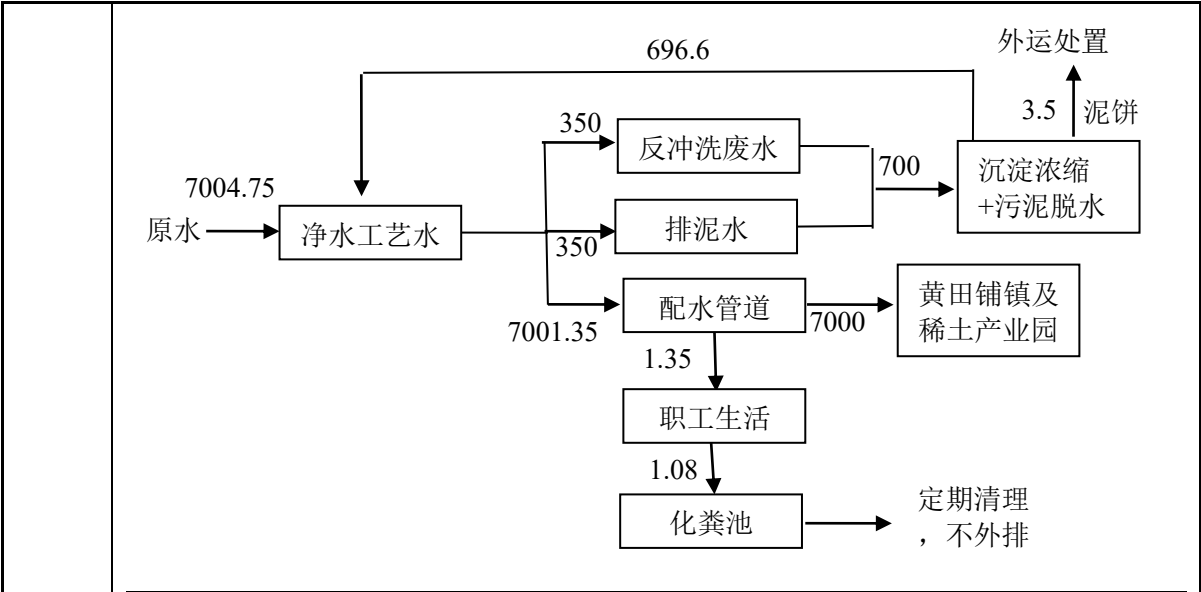 外运处置
696.6
3.5 泥饼
350
反冲洗废水
700
沉淀浓缩
+污泥脱水
7004.75
原水
净水工艺水
350
排泥水
7001.35
配水管道
7000
黄田铺镇及
稀土产业园
1.35
职工生活
1.08
化粪池
定期清理
，不外排